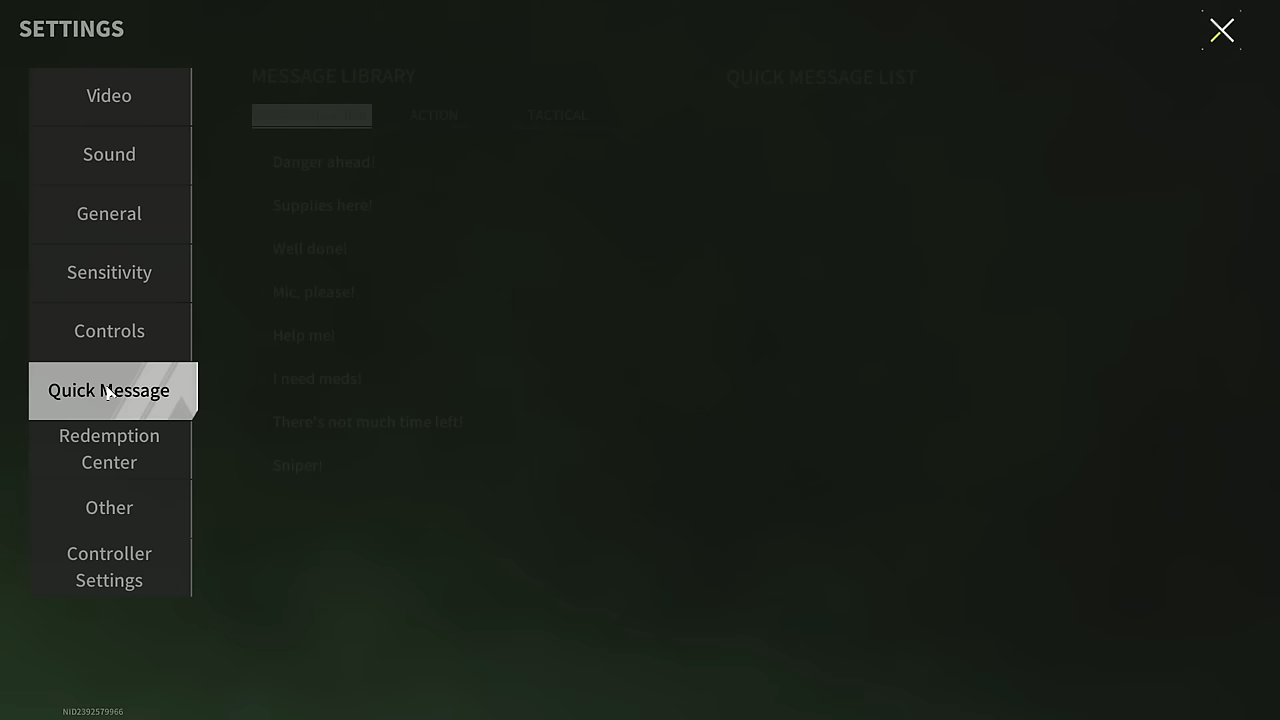 SETTINGS
Video
Sound
General
Sensitivity
Controls
Quick Message
Redemption
Center
Other
Controller
Settings
MESSAGE LIBRARY
ACTION
TACTICAL
Danger ahead!
Supplies here!
Well done!
Mic, please!
Help me!
I need meds!
There's not much time left!
Sniper!
QUICK MESSAGE LIST
NID2392579966